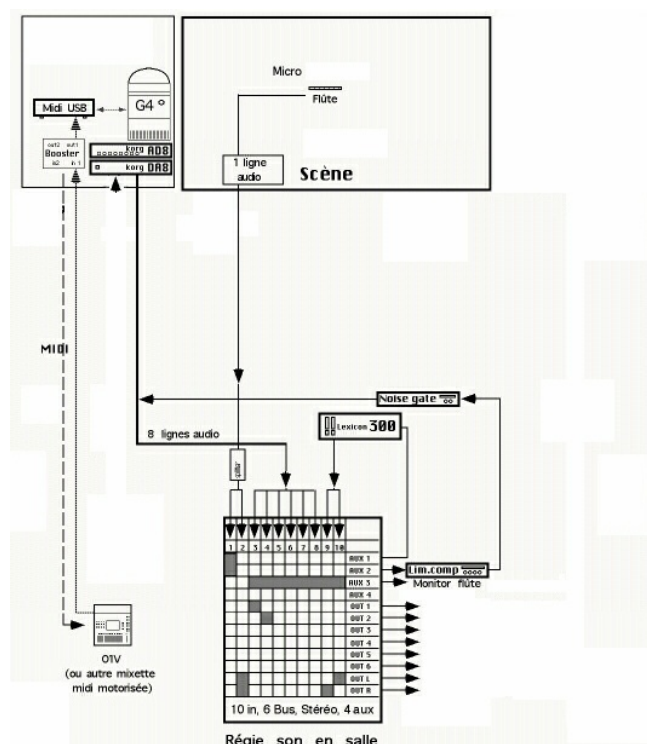 Micro
Flûte
1 ligne
audio
Scène
G4
Midi USB
out2 out1
Booster
in2 in 1
korg AD8
korg DA8
MIDI
8 lignes audio
Noise gate
Lexicon 300
1 2 3 4 5 6 7 8 9 10
AUX 1
AUX 2
AUX 3
AUX 4
OUT 1
OUT 2
OUT 3
OUT 4
OUT 5
OUT 6
OUT L
OUT R
Lim.comp
Monitor flûte
10 in, 6 Bus, Stéréo, 4 aux
Régie son en salle
01V
(ou autre mixette
midi motorisée)